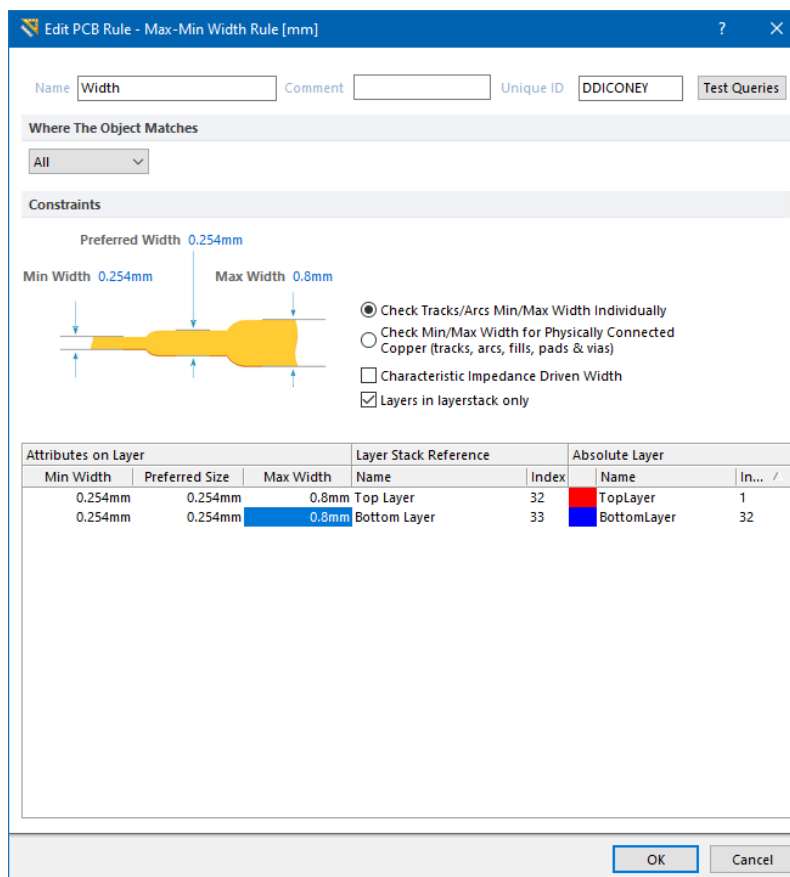 Edit PCB Rule - Max-Min Width Rule [mm] ?
Name Width Comment Unique ID DDICONEY Test Queries
Where The Object Matches
All
Constraints
Preferred Width 0.254mm
Min Width 0.254mm Max Width 0.8mm
Check Tracks/Arcs Min/Max Width Individually
Check Min/Max Width for Physically Connected
Copper (tracks, arcs, fills, pads & vias)
Characteristic Impedance Driven Width
Layers in layerstack only
Attributes on Layer Layer Stack Reference Absolute Layer
Min Width Preferred Size Max Width Name Index Name In...
0.254mm 0.254mm 0.8mm Top Layer 32 TopLayer 1
0.254mm 0.254mm 0.8mm Bottom Layer 33 BottomLayer 32
OK Cancel